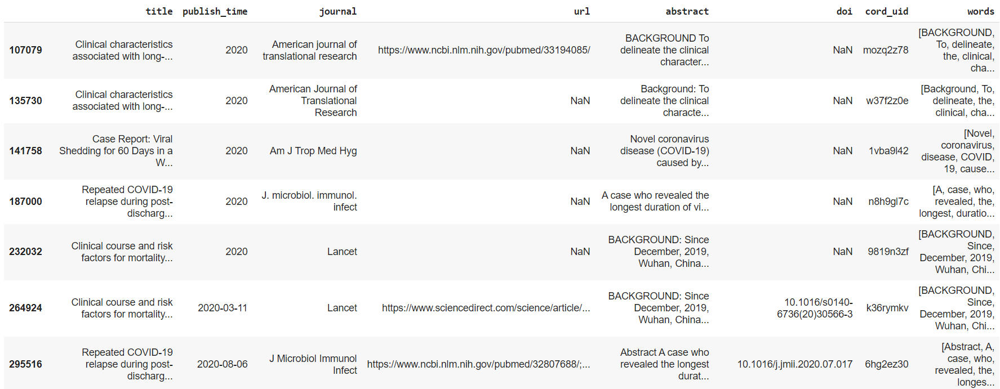 title publish_time journal url abstract doi cord_uid words
107079 Clinical characteristics associated with long-... 2020 American journal of translational research https://www.ncbi.nlm.nih.gov/pubmed/33194085/ BACKGROUND To delineate the clinical character... NaN mozq2z78 [BACKGROUND, To, delineate, the, clinical, cha...
135730 Clinical characteristics associated with long-... 2020 American Journal of Translational Research NaN Background: To delineate the clinical characte... NaN w37f2z0e [Background, To, delineate, the, clinical, cha...
141758 Case Report: Viral Shedding for 60 Days in a W... 2020 Am J Trop Med Hyg NaN Novel coronavirus disease (COVID-19) caused by... NaN 1vba9l42 [Novel, coronavirus, disease, COVID, 19, cause...
187000 Repeated COVID-19 relapse during post-discharg... 2020 J. microbiol. immunol. infect NaN A case who revealed the longest duration of vi... NaN n8h9gl7c [A, case, who, revealed, the, longest, duratio...
232032 Clinical course and risk factors for mortality... 2020 Lancet NaN BACKGROUND: Since December, 2019, Wuhan, China... NaN 9819n3zf [BACKGROUND, Since, December, 2019, Wuhan, Chi...
264924 Clinical course and risk factors for mortality... 2020-03-11 Lancet https://www.sciencedirect.com/science/article/... BACKGROUND: Since December, 2019, Wuhan, China... 10.1016/s0140-6736(20)30566-3 k36rymkv [BACKGROUND, Since, December, 2019, Wuhan, Chi...
295516 Repeated COVID-19 relapse during post-discharg... 2020-08-06 J Microbiol Immunol Infect https://www.ncbi.nlm.nih.gov/pubmed/32807688/;... Abstract A case who revealed the longest durat... 10.1016/j.jmii.2020.07.017 6hg2ez30 [Abstract, A, case, who, revealed, the, longes...